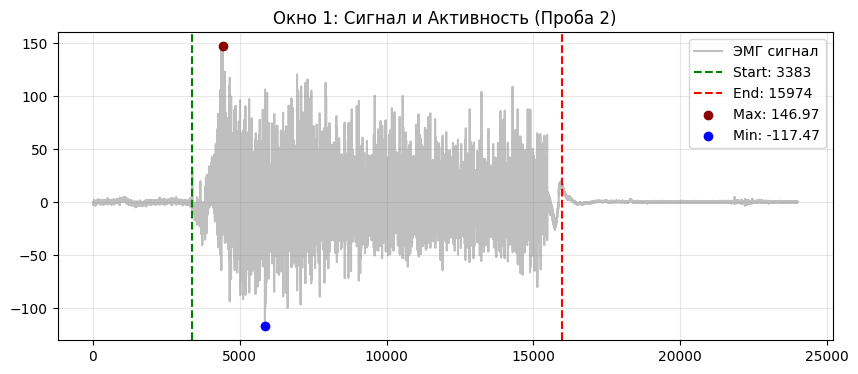 Окно 1: Сигнал и Активность (Проба 2)
150
100
50
0
−50
−100
0
5000
10000
15000
20000
25000
ЭМГ сигнал
Start: 3383
End: 15974
Max: 146.97
Min: -117.47